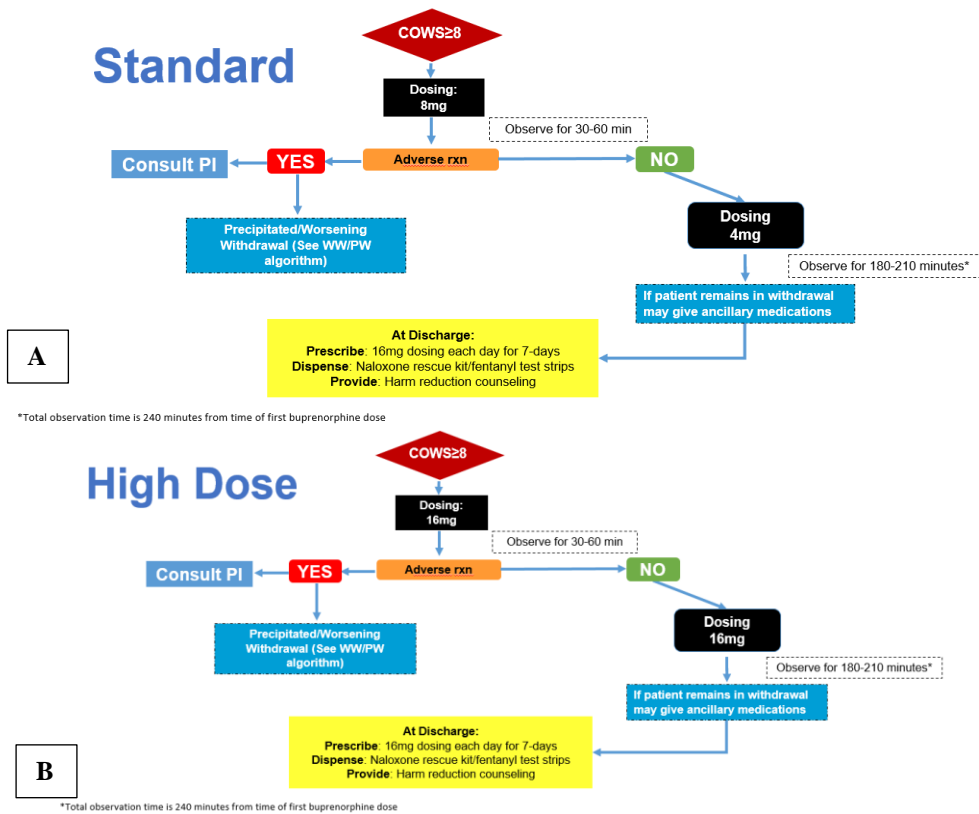 Standard
COWS≥8
Dosing:
8mg
Observe for 30-60 min
Consult PI
YES
Adverse rxn
NO
Precipitated/Worsening
Withdrawal (See WW/PW
algorithm)
Dosing
4mg
Observe for 180-210 minutes*
If patient remains in withdrawal
may give ancillary medications
At Discharge:
Prescribe: 16mg dosing each day for 7-days
Dispense: Naloxone rescue kit/fentanyl test strips
Provide: Harm reduction counseling
A
*Total observation time is 240 minutes from time of first buprenorphine dose
High Dose
COWS≥8
Dosing:
16mg
Observe for 30-60 min
Consult PI
YES
Adverse rxn
NO
Precipitated/Worsening
Withdrawal (See WW/PW
algorithm)
Dosing
16mg
Observe for 180-210 minutes*
If patient remains in withdrawal
may give ancillary medications
At Discharge:
Prescribe: 16mg dosing each day for 7-days
Dispense: Naloxone rescue kit/fentanyl test strips
Provide: Harm reduction counseling
B
*Total observation time is 240 minutes from time of first buprenorphine dose